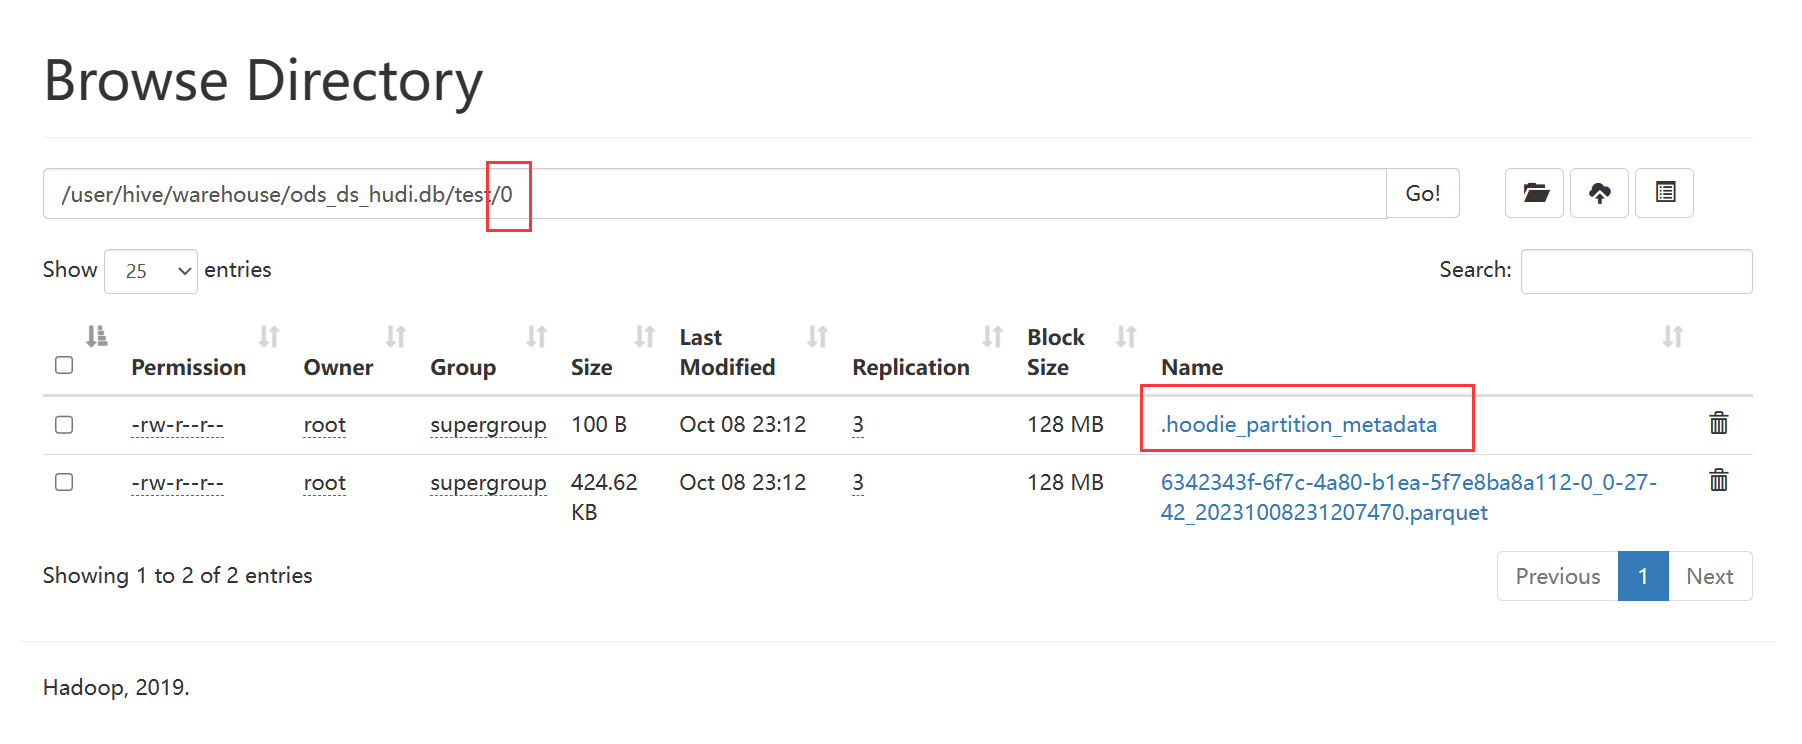 Browse Directory
/user/hive/warehouse/ods_ds_hudi.db/test/0 Go!
Show 25 entries Search:
Permission Owner Group Size Last Modified Replication Block Size Name
-rw-r--r-- root supergroup 100 B Oct 08 23:12 3 128 MB .hoodie_partition_metadata
-rw-r--r-- root supergroup 424.62 KB Oct 08 23:12 3 128 MB 6342343f-6f7c-4a80-b1ea-5f7e8ba8a112-0_0-27-
42_20231008231207470.parquet
Showing 1 to 2 of 2 entries Previous 1 Next
Hadoop, 2019.